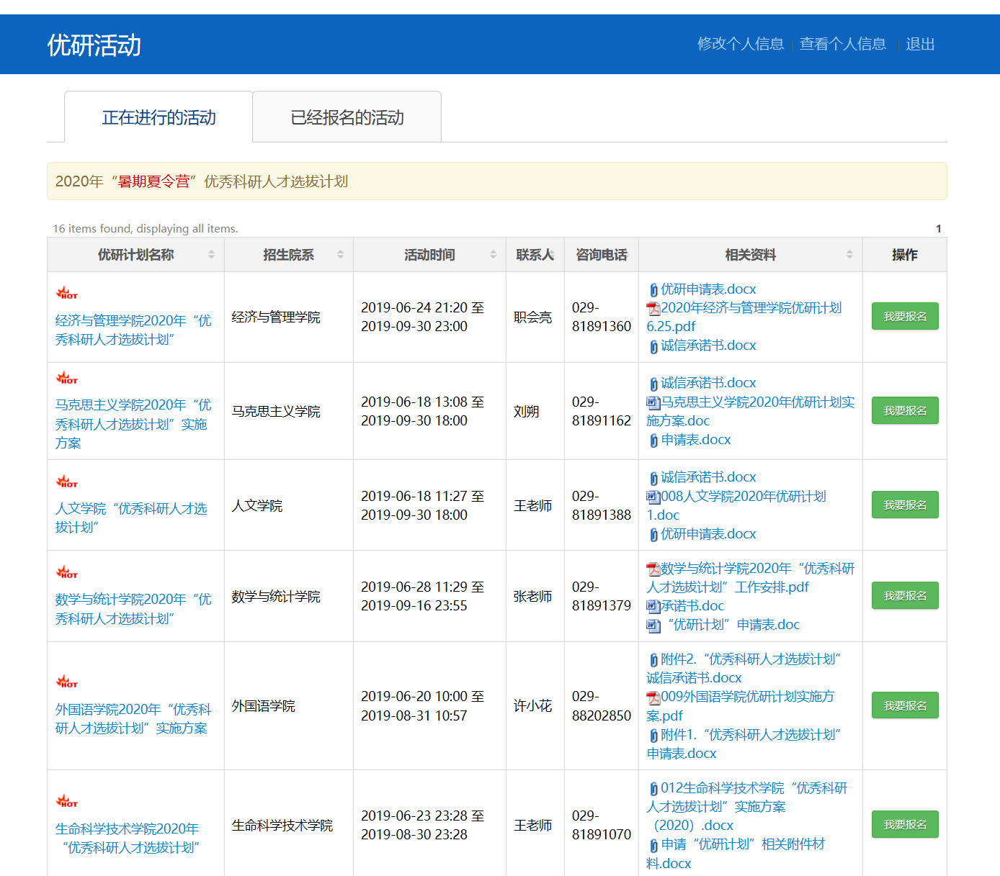 优研活动
修改个人信息 | 查看个人信息 | 退出
正在进行的活动
已经报名的活动
2020年“暑期夏令营”优秀科研人才选拔计划
16 items found, displaying all items.
1
优研计划名称
招生院系
活动时间
联系人
咨询电话
相关资料
操作
HOT
经济与管理学院2020年“优
秀科研人才选拔计划”
经济与管理学院
2019-06-24 21:20 至
2019-09-30 23:00
职会亮
029-
81891360
优研申请表.docx
2020年经济与管理学院优研计划
6.25.pdf
诚信承诺书.docx
我要报名
HOT
马克思主义学院2020年“优
秀科研人才选拔计划”实施
方案
马克思主义学院
2019-06-18 13:08 至
2019-09-30 18:00
刘朔
029-
81891162
诚信承诺书.docx
马克思主义学院2020年优研计划实
施方案.doc
申请表.docx
我要报名
HOT
人文学院“优秀科研人才选
拔计划”
人文学院
2019-06-18 11:27 至
2019-09-30 18:00
王老师
029-
81891388
诚信承诺书.docx
008人文学院2020年优研计划
1.doc
优研申请表.docx
我要报名
HOT
数学与统计学院2020年“优
秀科研人才选拔计划”
数学与统计学院
2019-06-28 11:29 至
2019-09-16 23:55
张老师
029-
81891379
数学与统计学院2020年“优秀科研
人才选拔计划”工作安排.pdf
承诺书.doc
“优研计划”申请表.doc
我要报名
HOT
外国语学院2020年“优秀科
研人才选拔计划”实施方案
外国语学院
2019-06-20 10:00 至
2019-08-31 10:57
许小花
029-
88202850
附件2.“优秀科研人才选拔计划”
诚信承诺书.docx
009外国语学院优研计划实施方
案.pdf
附件1.“优秀科研人才选拔计划”
申请表.docx
我要报名
HOT
生命科学技术学院2020年
“优秀科研人才选拔计划”
生命科学技术学院
2019-06-23 23:28 至
2019-08-30 23:28
王老师
029-
81891070
012生命科学技术学院“优秀科研
人才选拔计划”实施方案
（2020）.docx
申请“优研计划”相关附件材
料.docx
我要报名